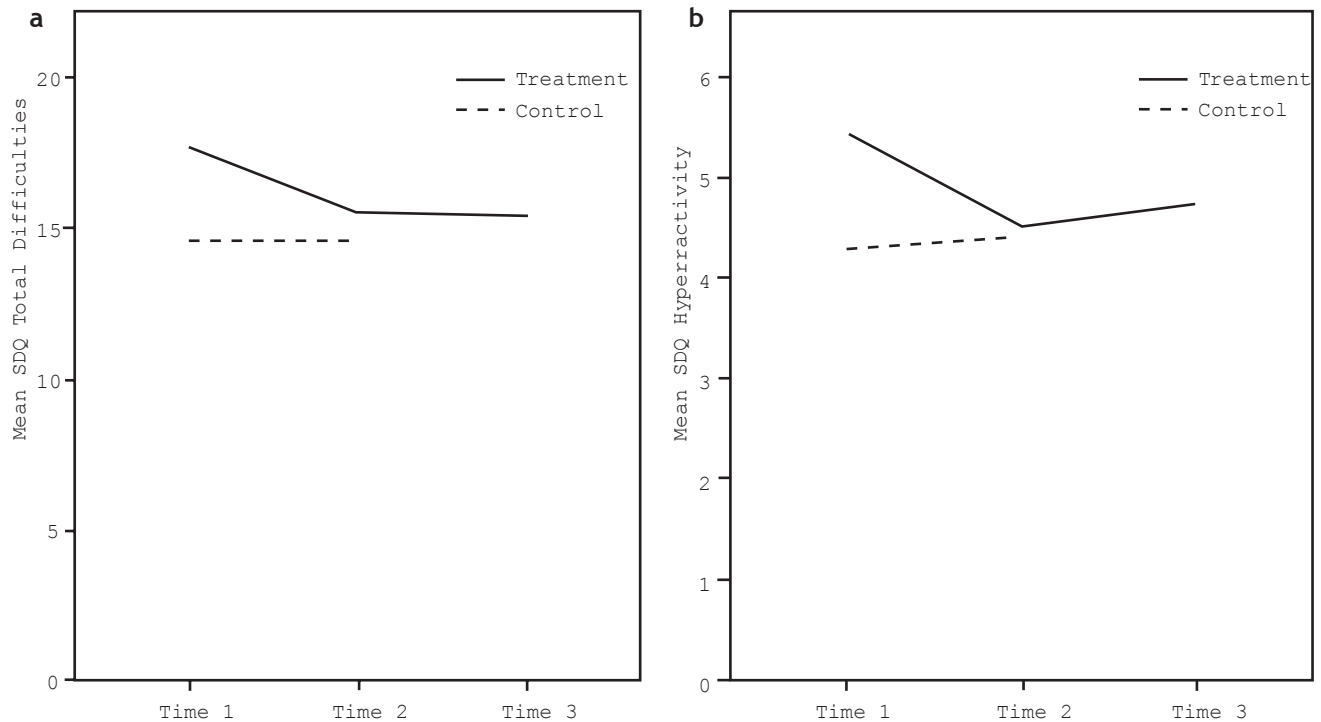 a
Mean SDQ Total Difficulties
20
15
10
5
0
Treatment
Control
Time 1
Time 2
Time 3
b
Mean SDQ Hyperractivity
6
5
4
3
2
1
0
Treatment
Control
Time 1
Time 2
Time 3